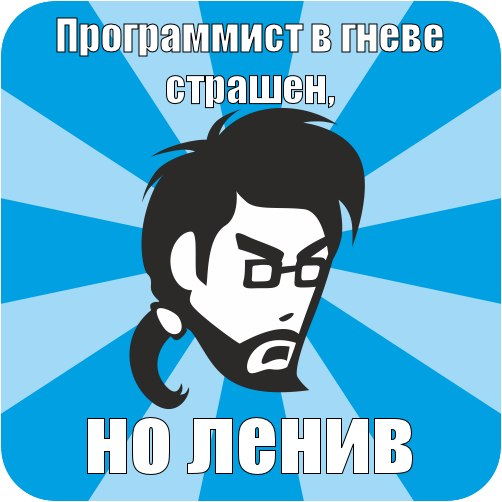 Программист в гневе
страшен,
но ленив